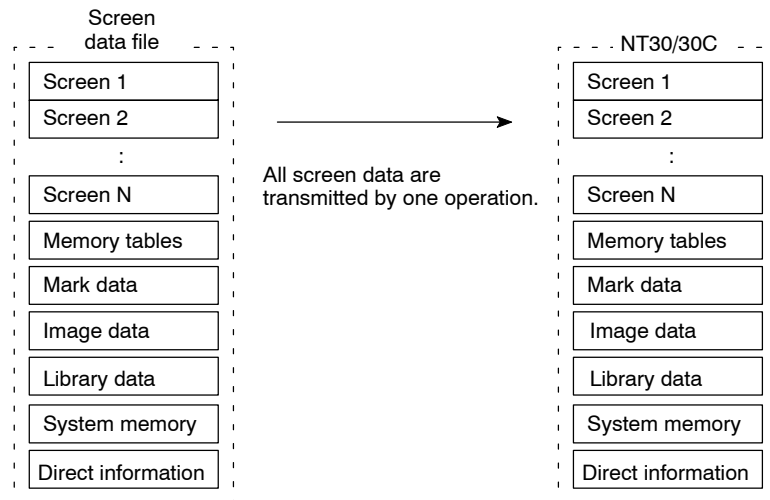 Screen
data file
Screen 1
Screen 2
:
Screen N
Memory tables
Mark data
Image data
Library data
System memory
Direct information
All screen data are
transmitted by one operation.
NT30/30C
Screen 1
Screen 2
:
Screen N
Memory tables
Mark data
Image data
Library data
System memory
Direct information